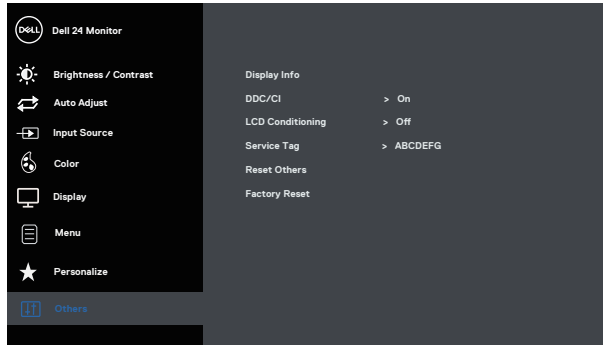 DELL Dell 24 Monitor
Brightness / Contrast
Auto Adjust
Input Source
Color
Display
Menu
Personalize
Others
Display Info
DDC/CI > On
LCD Conditioning > Off
Service Tag > ABCDEFG
Reset Others
Factory Reset